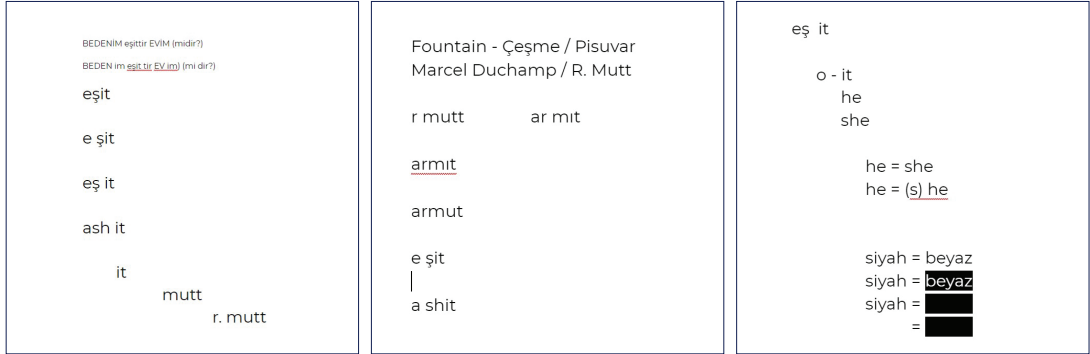 BEDENİM eşittir EVİM (midir?)
BEDEN im eşit tir EV im) (mi dir?)
eşit
e şit
eş it
ash it
it
mutt
r. mutt
Fountain - Çeşme / Pisuvar
Marcel Duchamp / R. Mutt
r mutt ar mıt
armıt
armut
e şit
a shit
eş it
o - it
he
she
he = she
he = (s) he
siyah = beyaz
siyah = beyaz
siyah =
=